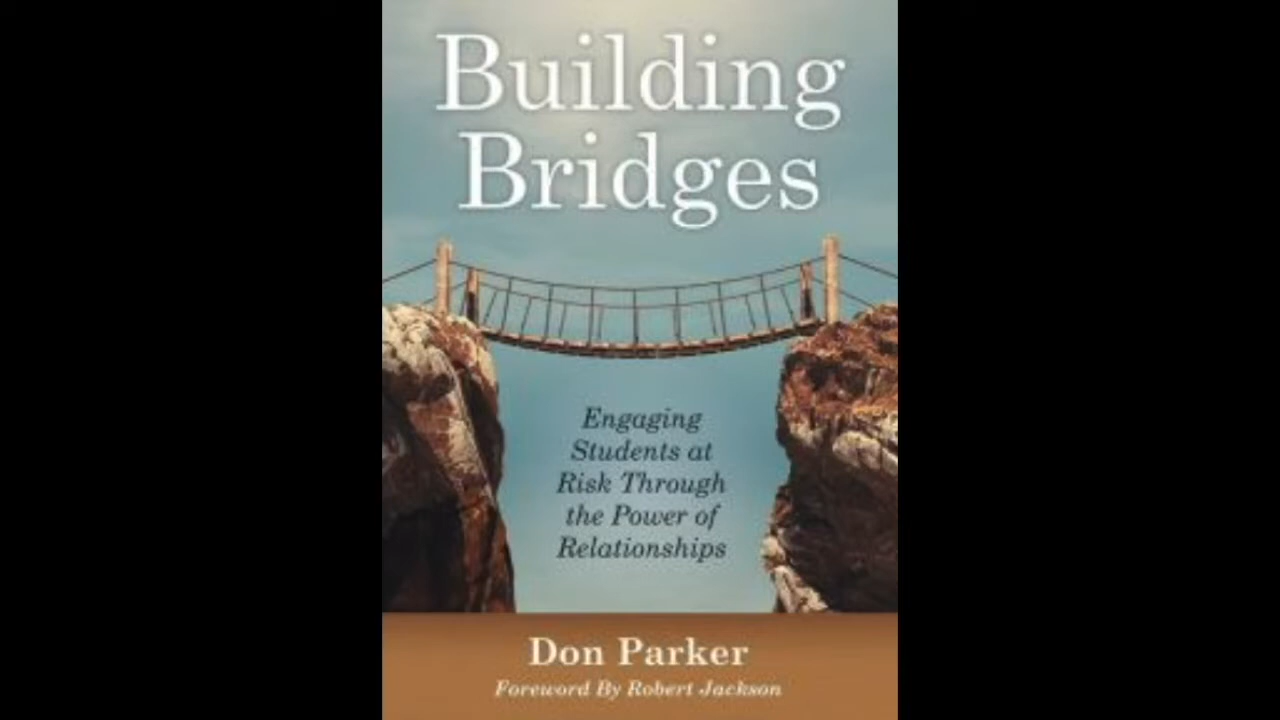 Building
Bridges
Engaging
Students at
Risk Through
the Power of
Relationships
Don Parker
Foreword By Robert Jackson